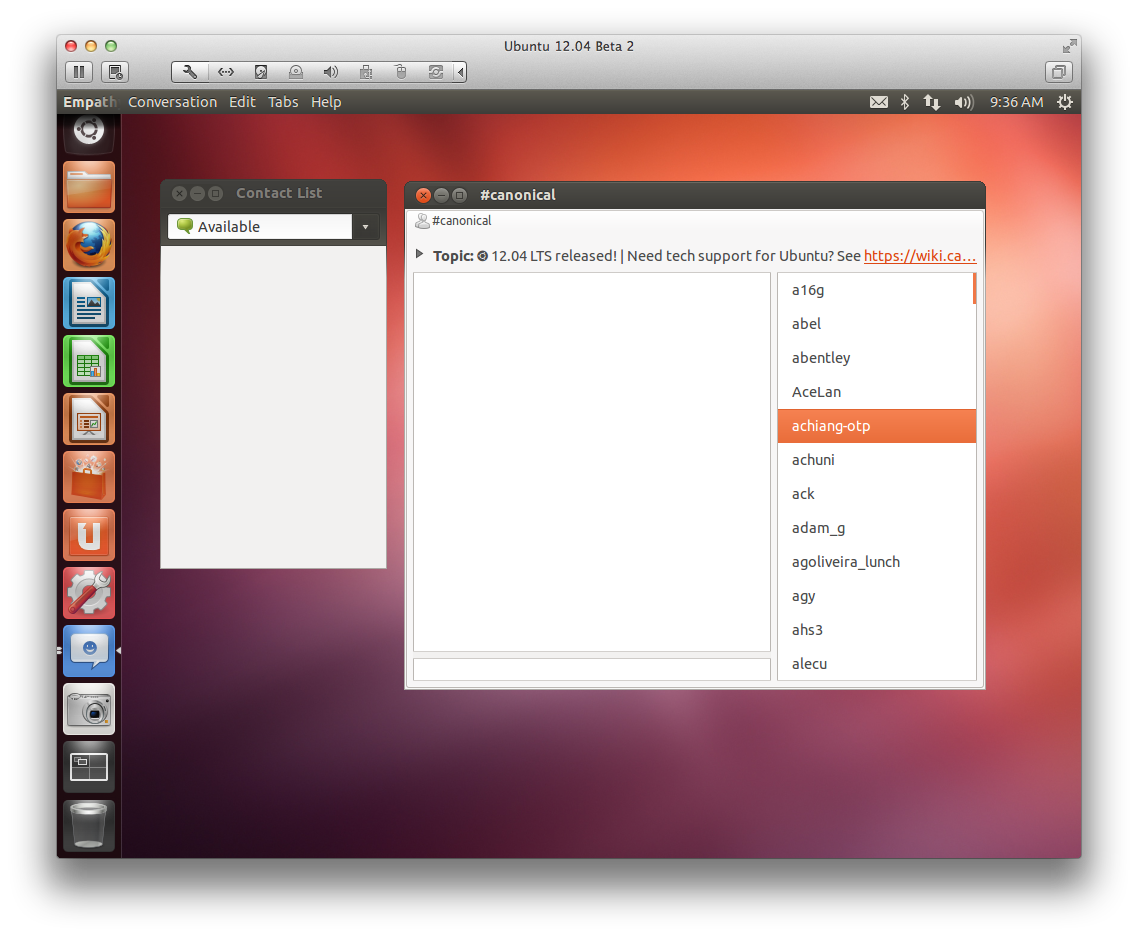 Ubuntu 12.04 Beta 2
Empath Conversation Edit Tabs Help
9:36 AM
Contact List
Available
#canonical
#canonical
Topic: 12.04 LTS released! | Need tech support for Ubuntu? See https://wiki.ca...
a16g
abel
abentley
AceLan
achiang-otp
achuni
ack
adam_g
agoliveira_lunch
agy
ahs3
alecu